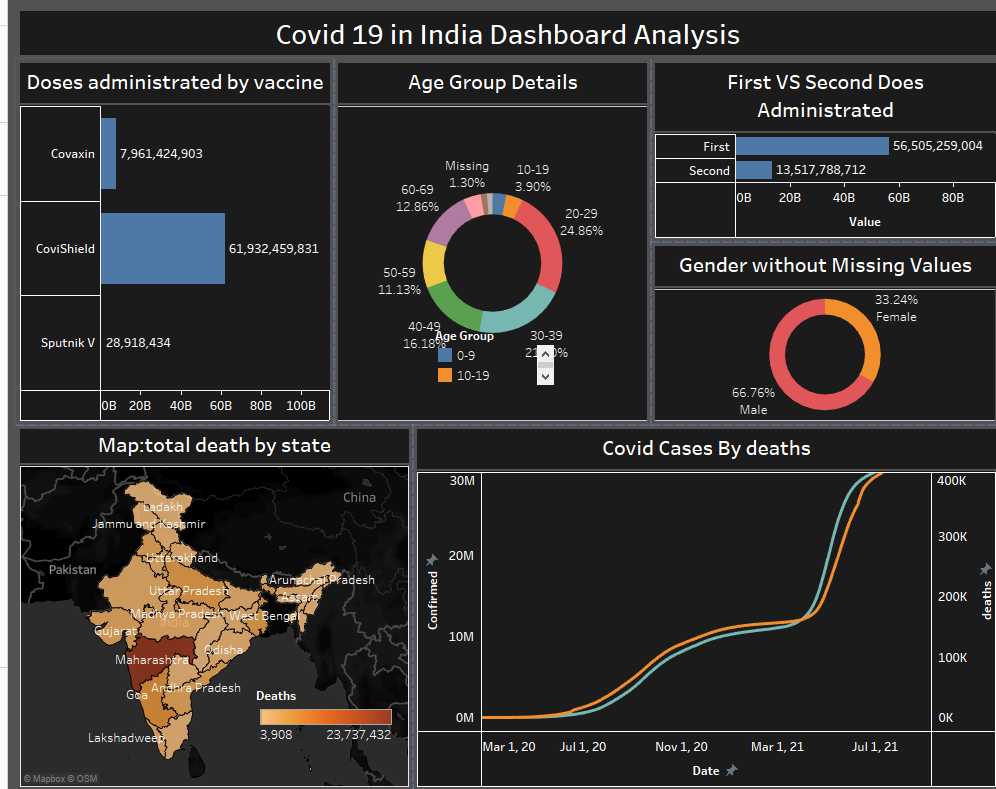 Covid 19 in India Dashboard Analysis
Doses administrated by vaccine
Covaxin
7,961,424,903
CoviShield
61,932,459,831
Sputnik V
28,918,434
0B 20B 40B 60B 80B 100B
Age Group Details
Missing
1.30%
10-19
3.90%
60-69
12.86%
20-29
24.86%
50-59
11.13%
40-49
16.18%
30-39
Age Group
0-9
10-19
First VS Second Does
Administrated
First
56,505,259,004
Second
13,517,788,712
0B 20B 40B 60B 80B
Value
Gender without Missing Values
33.24%
Female
66.76%
Male
Map:total death by state
China
Ladakh
Jammu and Kashmir
Uttarakhand
Pakistan
Arunachal Pradesh
Uttar Pradesh
Assam
Madhya Pradesh
West Bengal
India
Gujarat
Odisha
Maharashtra
Andhra Pradesh
Goa
Lakshadweep
Deaths
3,908 23,737,432
© Mapbox © OSM
Covid Cases By deaths
30M
20M
10M
0M
Confirmed
400K
300K
200K
100K
0K
deaths
Mar 1, 20 Jul 1, 20 Nov 1, 20 Mar 1, 21 Jul 1, 21
Date